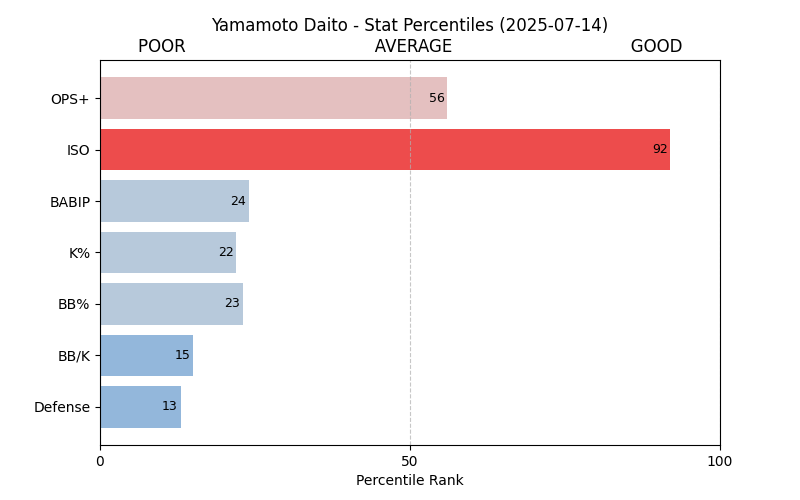 Yamamoto Daito - Stat Percentiles (2025-07-14)
POOR AVERAGE GOOD
OPS+ 56
ISO 92
BABIP 24
K% 22
BB% 23
BB/K 15
Defense 13
0 50 100
Percentile Rank